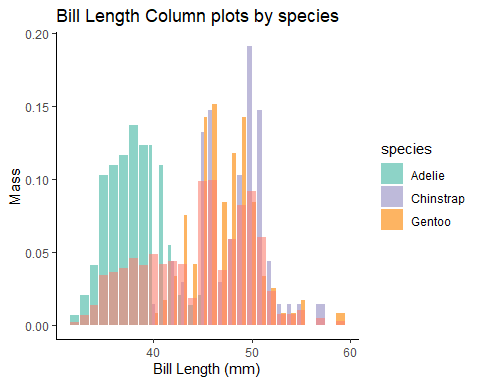 Bill Length Column plots by species
0.20
0.15
0.10
0.05
0.00
Mass
40
50
60
Bill Length (mm)
species
Adelie
Chinstrap
Gentoo